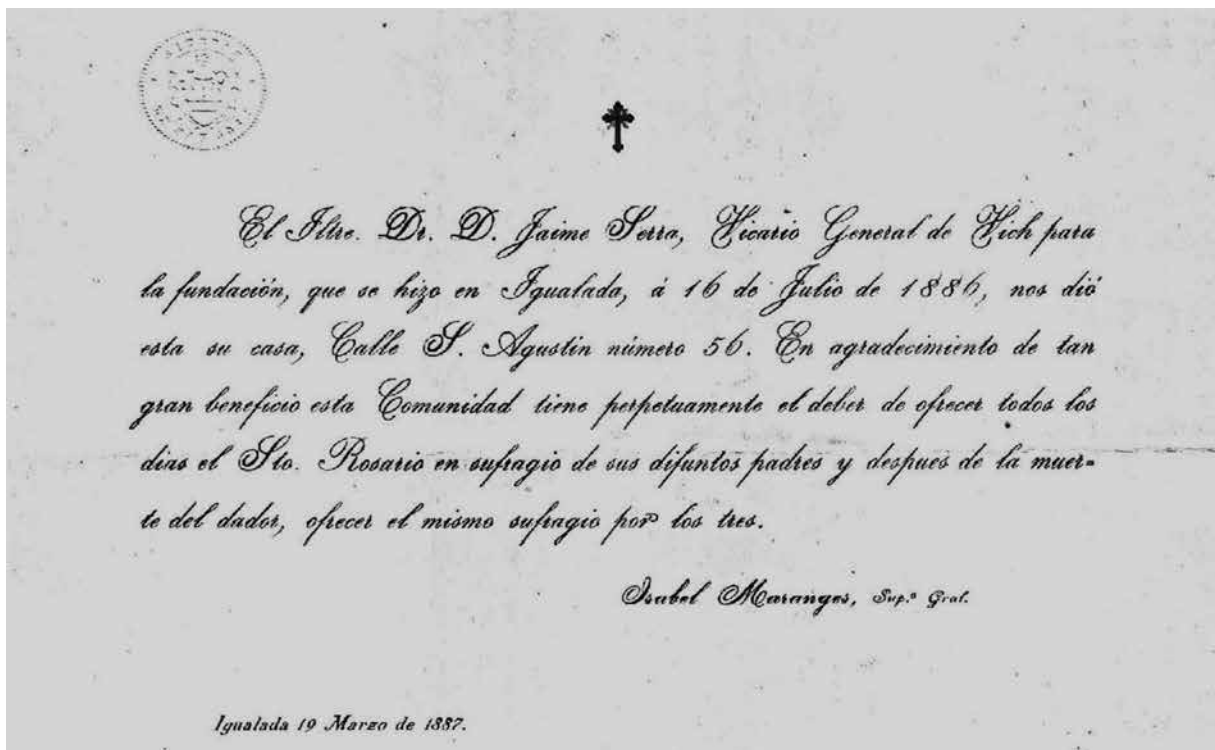 El Iltre. Dr. D. Jaime Serra, Vicario General de Vich para
la fundación, que se hizo en Igualada, á 16 de Julio de 1886, nos dió
esta su casa, Calle S. Agustin número 56. En agradecimiento de tan
gran beneficio esta Comunidad tiene perpetuamente el deber de ofrecer todos los
dias el Sto. Rosario en sufragio de sus difuntos padres y despues de la muer-
te del dador, ofrecer el mismo sufragio por los tres.
Isabel Maranges, Sup.ª Gral.
Igualada 19 Marzo de 1887.